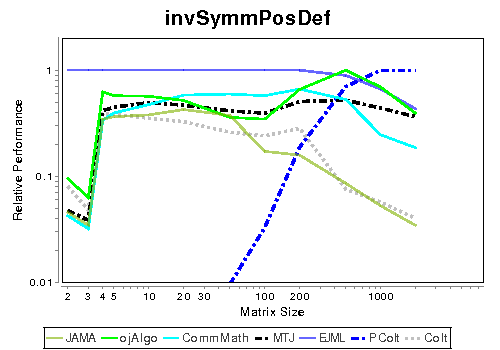 invSymmPosDef
1
0.1
0.01
Relative Performance
2 3 4 5 10 20 30 100 200 1000
Matrix Size
JAMA ojAlgo CommMath MTJ EJML PColt Colt